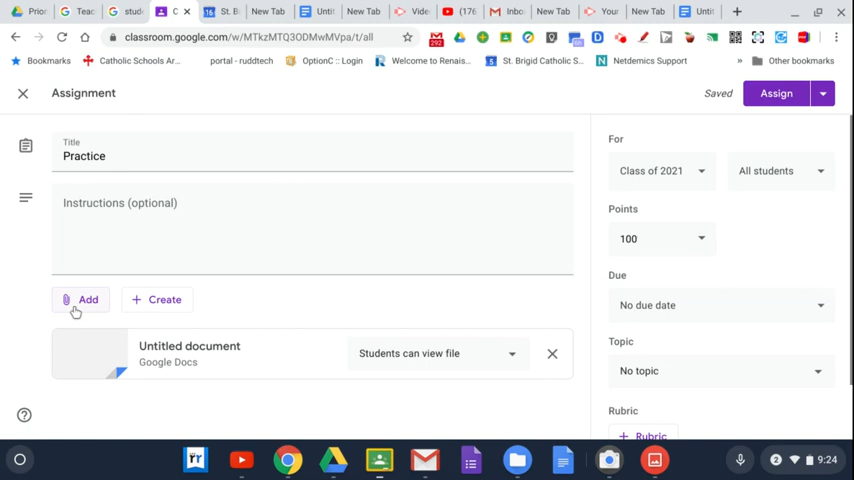 Prior
Teac
stud
C
St. B
New Tab
Untit
New Tab
Vide
(176
Inbo
New Tab
Your
New Tab
Untit
classroom.google.com/w/MTkzMTQ3ODMwMVpa/t/all
292
Bookmarks
Catholic Schools Ar...
portal - ruddtech
OptionC :: Login
Welcome to Renais...
St. Brigid Catholic S...
Netdemics Support
»
Other bookmarks
Assignment
Saved
Assign
Title
Practice
Instructions (optional)
Add
Create
Untitled document
Google Docs
Students can view file
For
Class of 2021
All students
Points
100
Due
No due date
Topic
No topic
Rubric
+ Rubric
rr
2
9:24